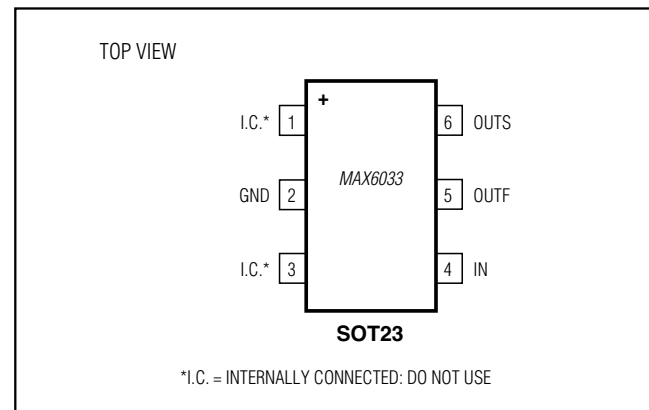 TOP VIEW
+
I.C.* 1
6 OUTS
MAX6033
GND 2
5 OUTF
I.C.* 3
4 IN
SOT23
*I.C. = INTERNALLY CONNECTED: DO NOT USE